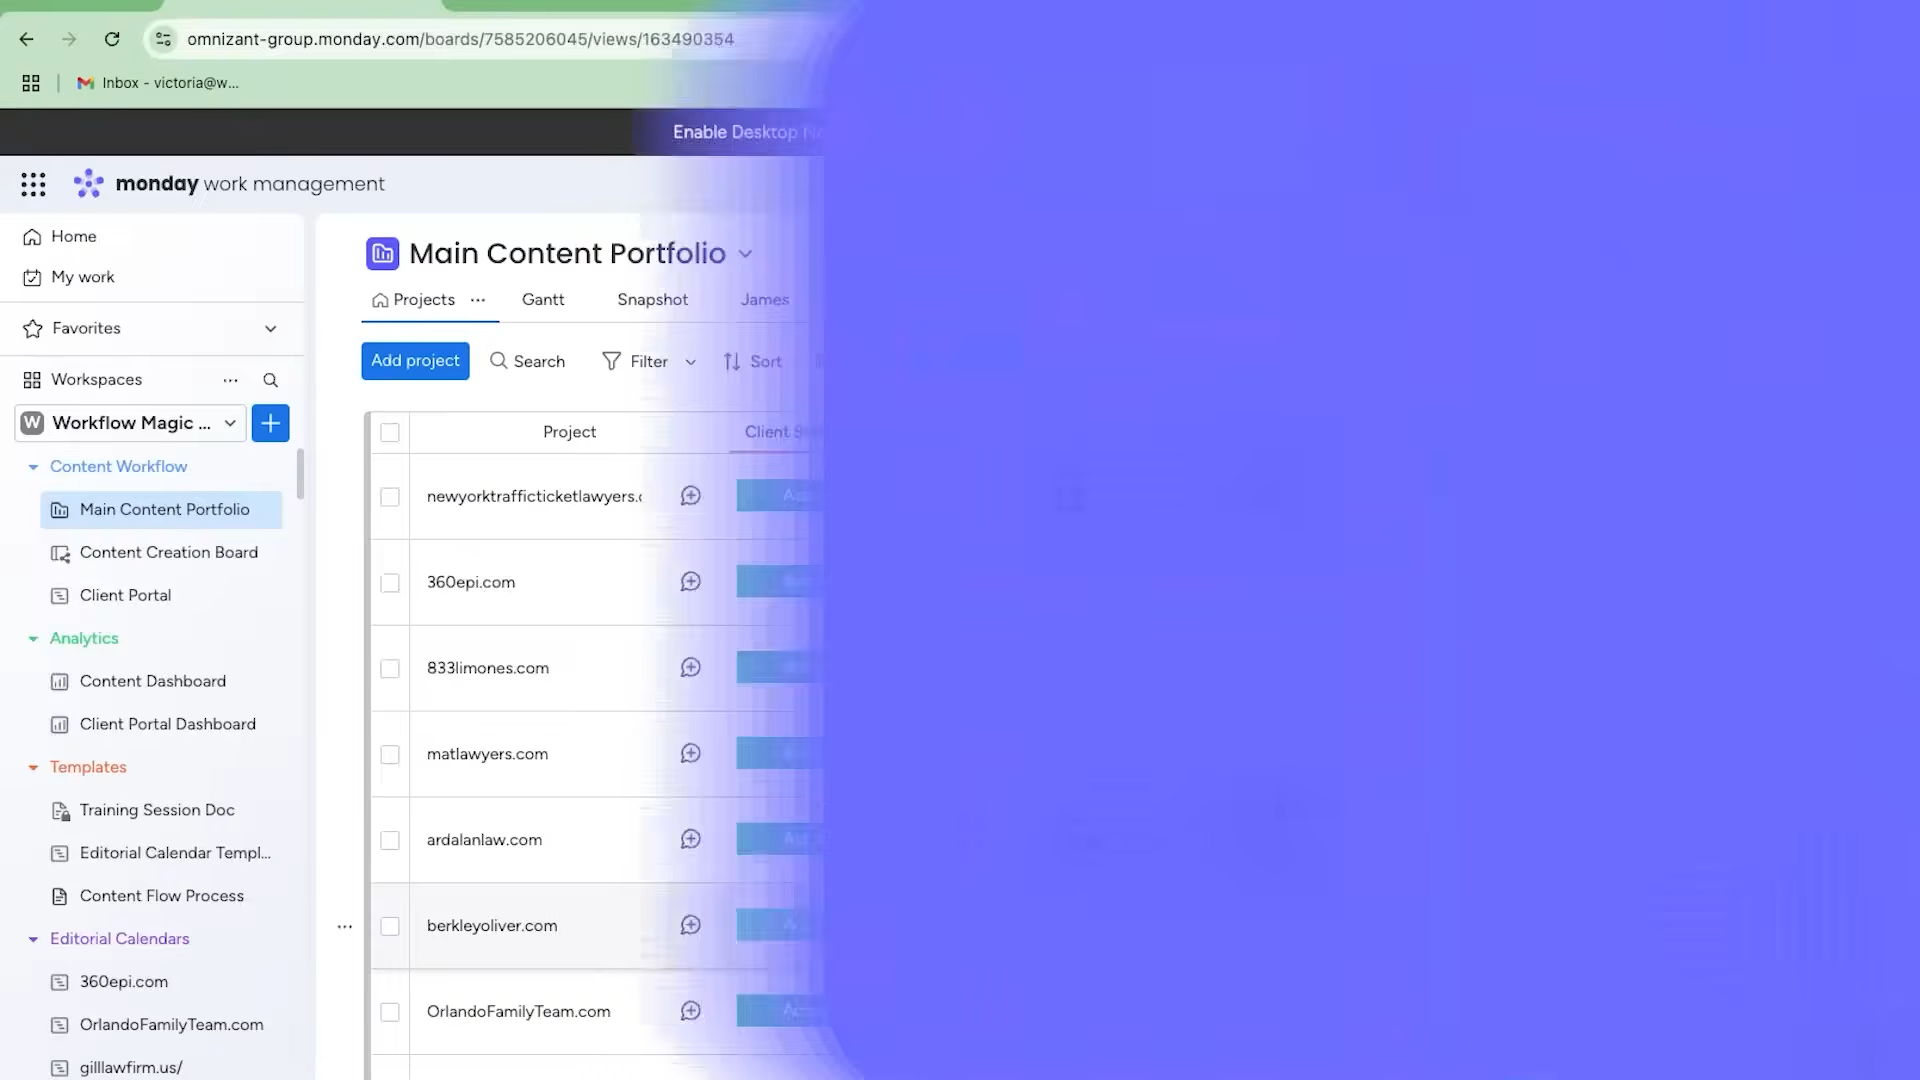 omnizant-group.monday.com/boards/7585206045/views/163490354
Inbox - victoria@w...
Enable Desktop
monday work management
Home
My work
Favorites
Workspaces
W Workflow Magic ...
Content Workflow
Main Content Portfolio
Content Creation Board
Client Portal
Analytics
Content Dashboard
Client Portal Dashboard
Templates
Training Session Doc
Editorial Calendar Templ...
Content Flow Process
Editorial Calendars
360epi.com
OrlandoFamilyTeam.com
gilllawfirm.us/
Main Content Portfolio
Projects Gantt Snapshot James
Add project Search Filter Sort
Project Client
newyorktrafficticketlawyers.c
360epi.com
833limones.com
matlawyers.com
ardalanlaw.com
berkleyoliver.com
OrlandoFamilyTeam.com